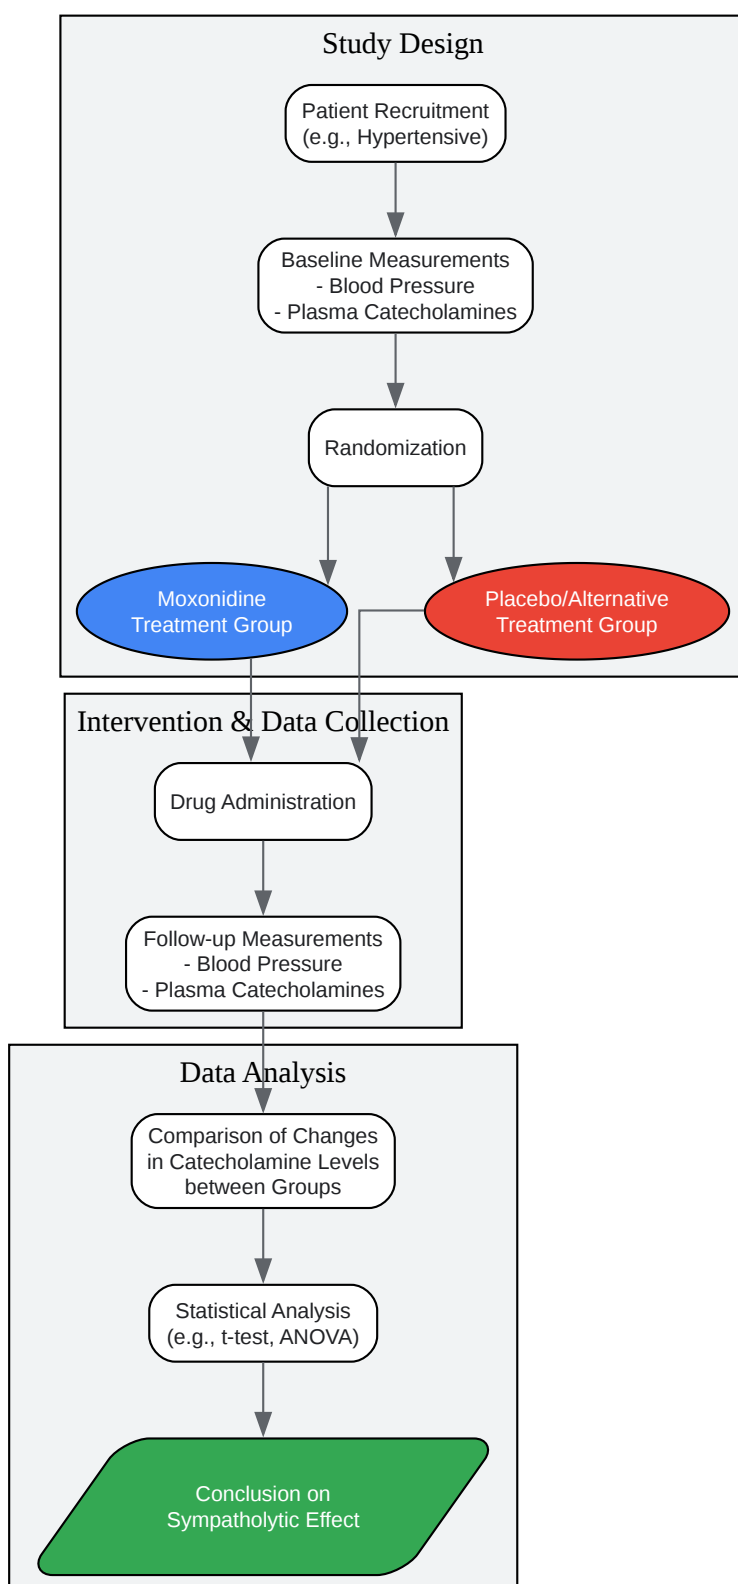 Study Design
Patient Recruitment
(e.g., Hypertensive)
Baseline Measurements
- Blood Pressure
- Plasma Catecholamines
Randomization
Moxonidine
Treatment Group
Placebo/Alternative
Treatment Group
Intervention & Data Collection
Drug Administration
Follow-up Measurements
- Blood Pressure
- Plasma Catecholamines
Data Analysis
Comparison of Changes
in Catecholamine Levels
between Groups
Statistical Analysis
(e.g., t-test, ANOVA)
Conclusion on
Sympatholytic Effect